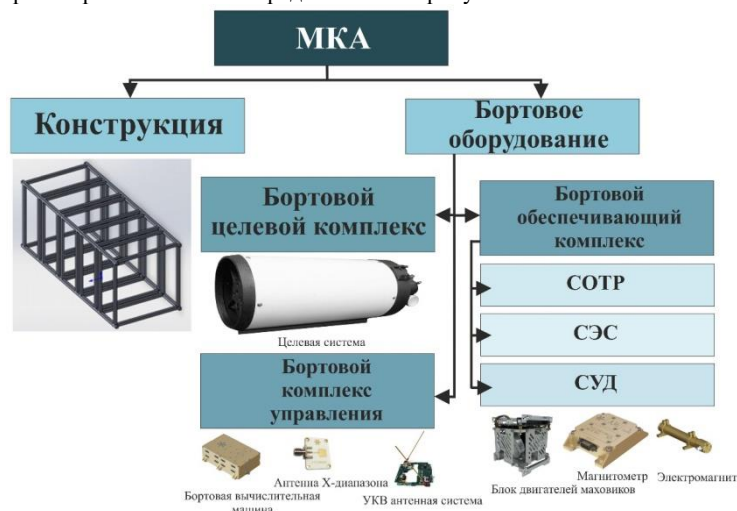 МКА
Конструкция
Бортовое
оборудование
Бортовой
целевой комплекс
Целевая система
Бортовой
комплекс
управления
Бортовая вычислительная
машина
Антенна Х-диапазона
УКВ антенная система
Бортовой
обеспечивающий
комплекс
СОТР
СЭС
СУД
Блок двигателей маховиков
Магнитометр
Электромагнит